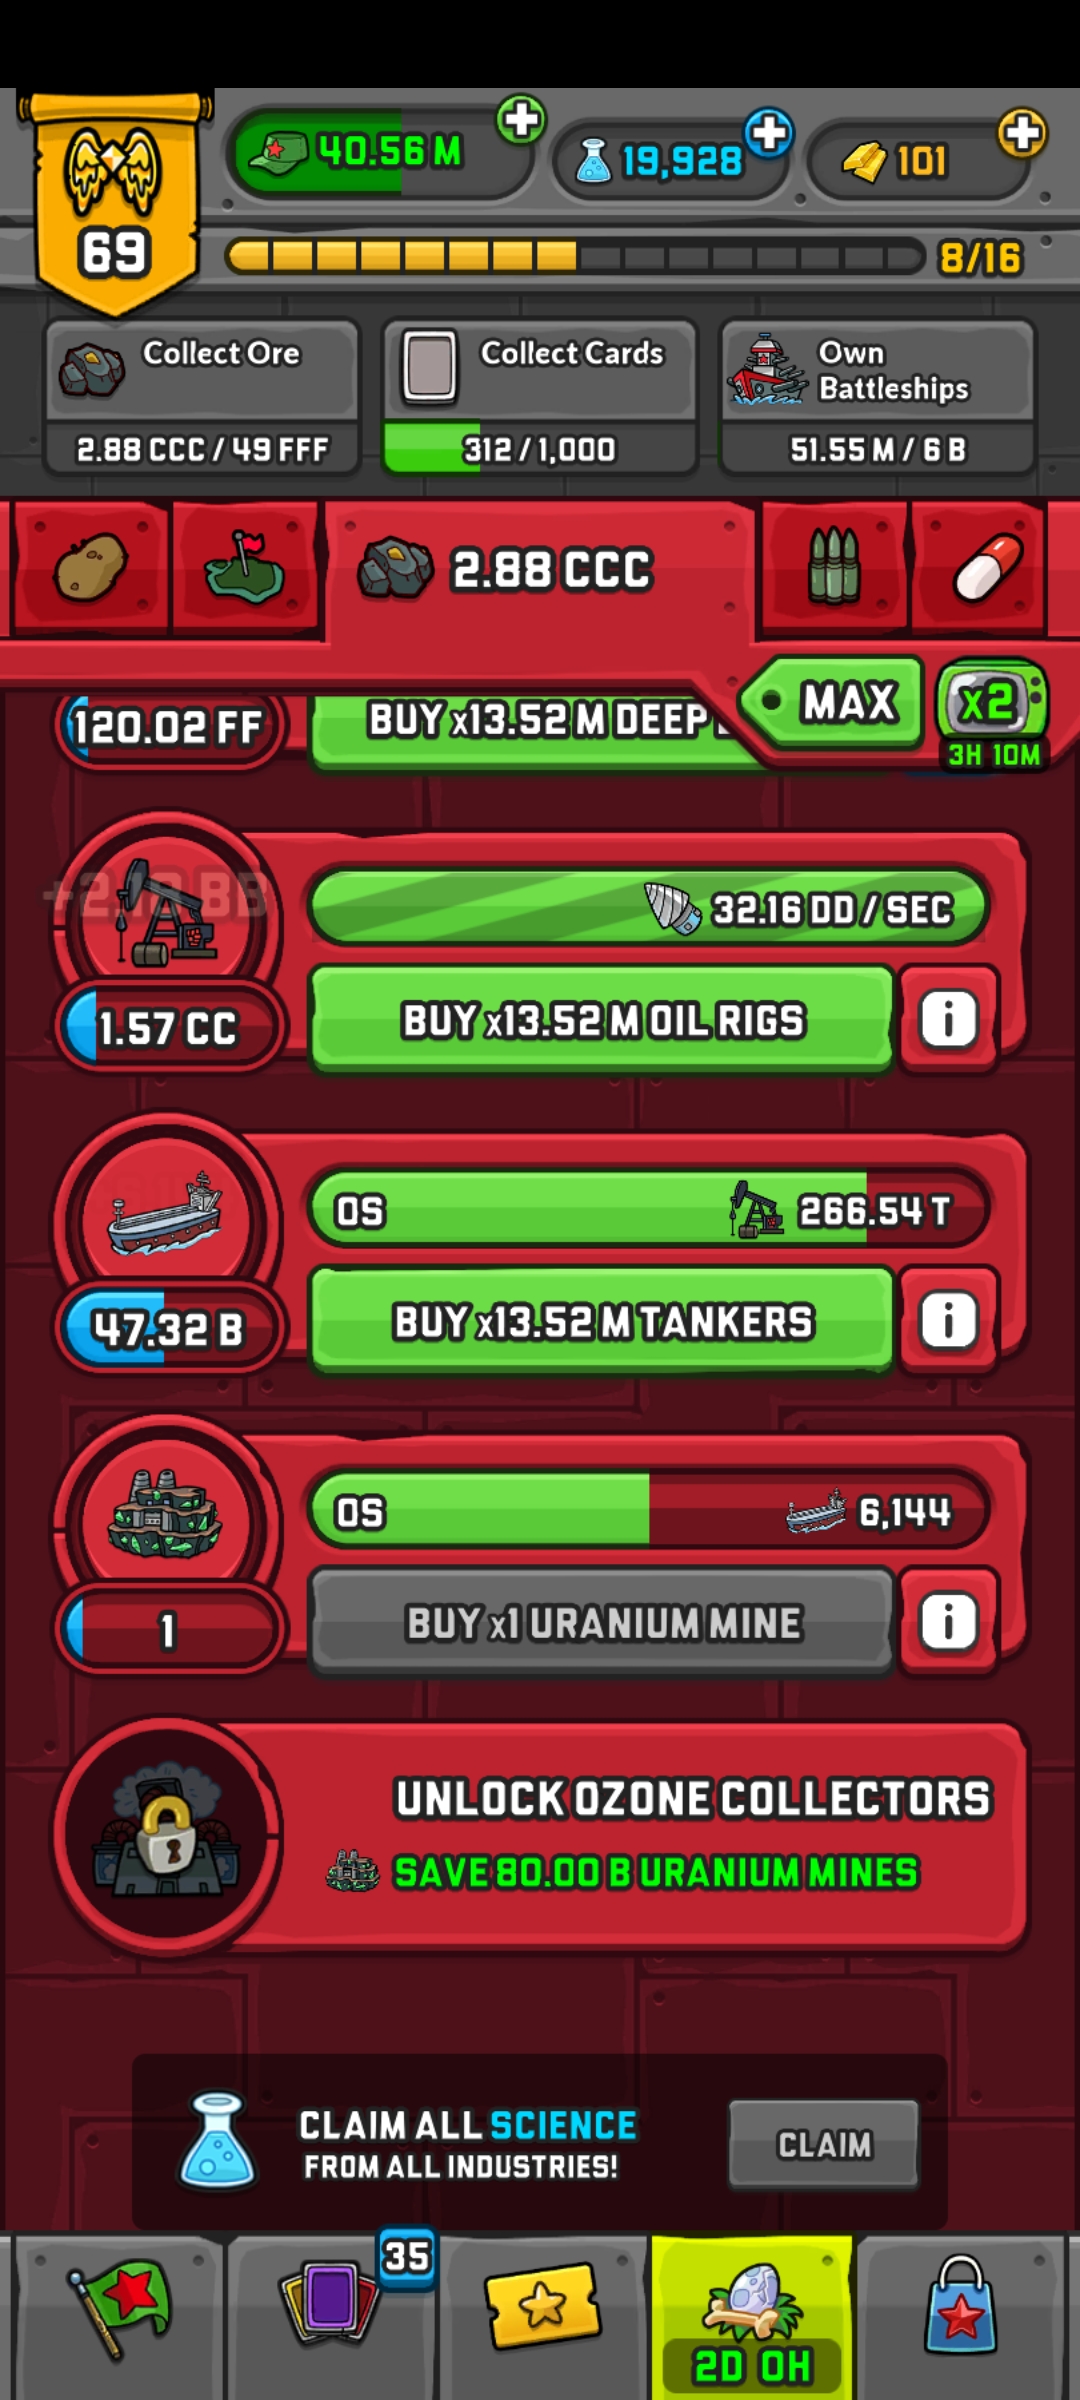 69
40.56 M
19,928
101
8/16
Collect Ore
2.88 CCC / 49 FFF
Collect Cards
312 / 1,000
Own
Battleships
51.55 M / 6 B
2.88 CCC
MAX
x2
3H 10M
120.02 FF
BUY x13.52 M DEEP
32.16 DD / SEC
1.57 CC
BUY x13.52 M OIL RIGS
i
0S
266.54 T
47.32 B
BUY x13.52 M TANKERS
i
0S
6,144
1
BUY x1 URANIUM MINE
i
UNLOCK OZONE COLLECTORS
SAVE 80.00 B URANIUM MINES
CLAIM ALL SCIENCE
FROM ALL INDUSTRIES!
CLAIM
35
2D 0H